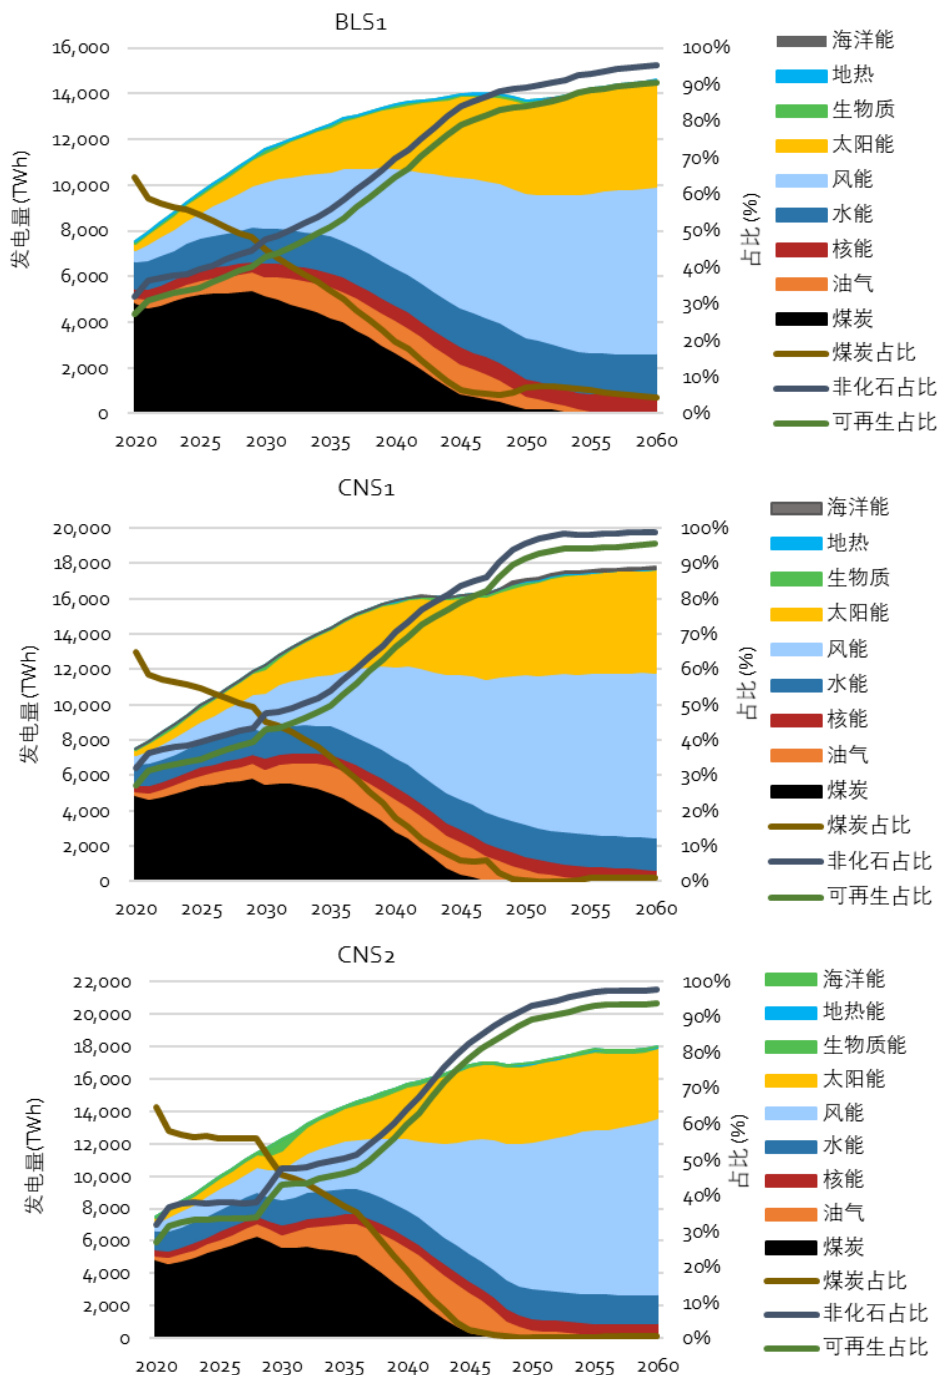 BLS1
16,000
14,000
12,000
10,000
8,000
6,000
4,000
2,000
0
发电量(TWh)
100%
90%
80%
70%
60%
50%
40%
30%
20%
10%
0%
占比(%)
2020 2025 2030 2035 2040 2045 2050 2055 2060
海洋能
地热
生物质
太阳能
风能
水能
核能
油气
煤炭
煤炭占比
非化石占比
可再生占比
CNS1
20,000
18,000
16,000
14,000
12,000
10,000
8,000
6,000
4,000
2,000
0
发电量(TWh)
100%
90%
80%
70%
60%
50%
40%
30%
20%
10%
0%
占比(%)
2020 2025 2030 2035 2040 2045 2050 2055 2060
海洋能
地热
生物质
太阳能
风能
水能
核能
油气
煤炭
煤炭占比
非化石占比
可再生占比
CNS2
22,000
20,000
18,000
16,000
14,000
12,000
10,000
8,000
6,000
4,000
2,000
0
发电量(TWh)
100%
90%
80%
70%
60%
50%
40%
30%
20%
10%
0%
占比(%)
2020 2025 2030 2035 2040 2045 2050 2055 2060
海洋能
地热能
生物质能
太阳能
风能
水能
核能
油气
煤炭
煤炭占比
非化石占比
可再生占比